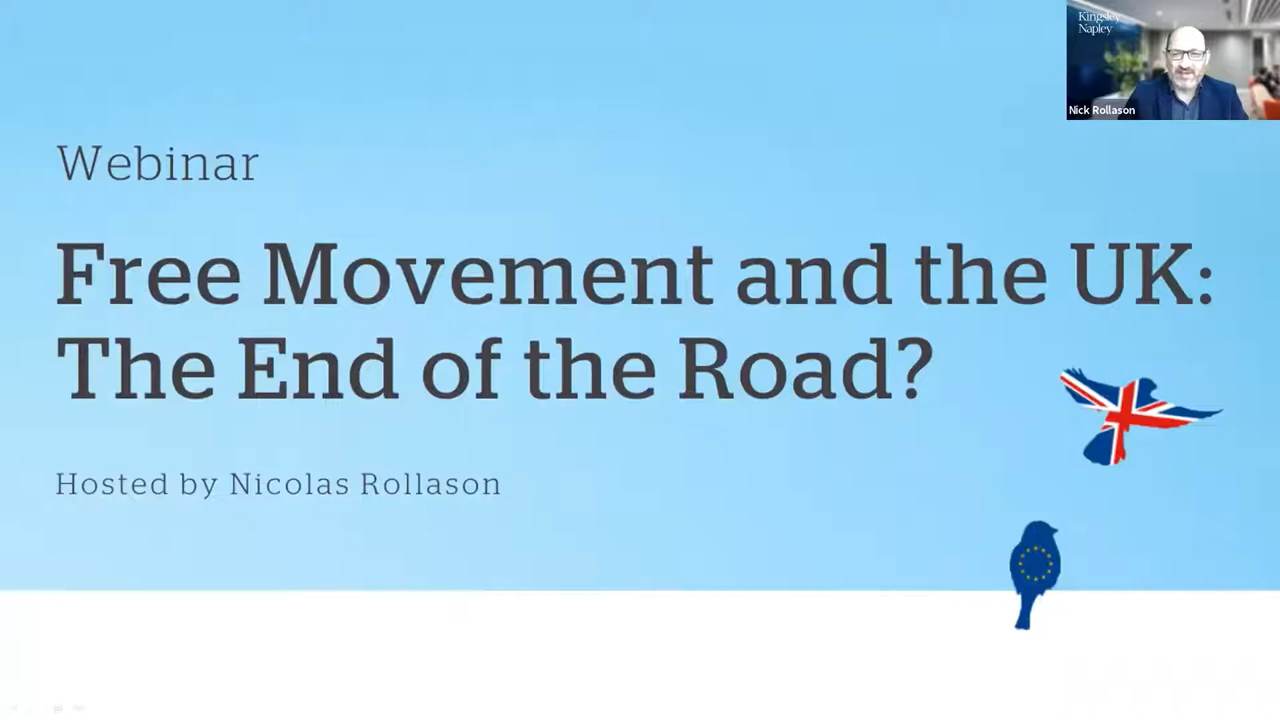 Kingsley
Napley
Nick Rollason
Webinar
Free Movement and the UK:
The End of the Road?
Hosted by Nicolas Rollason